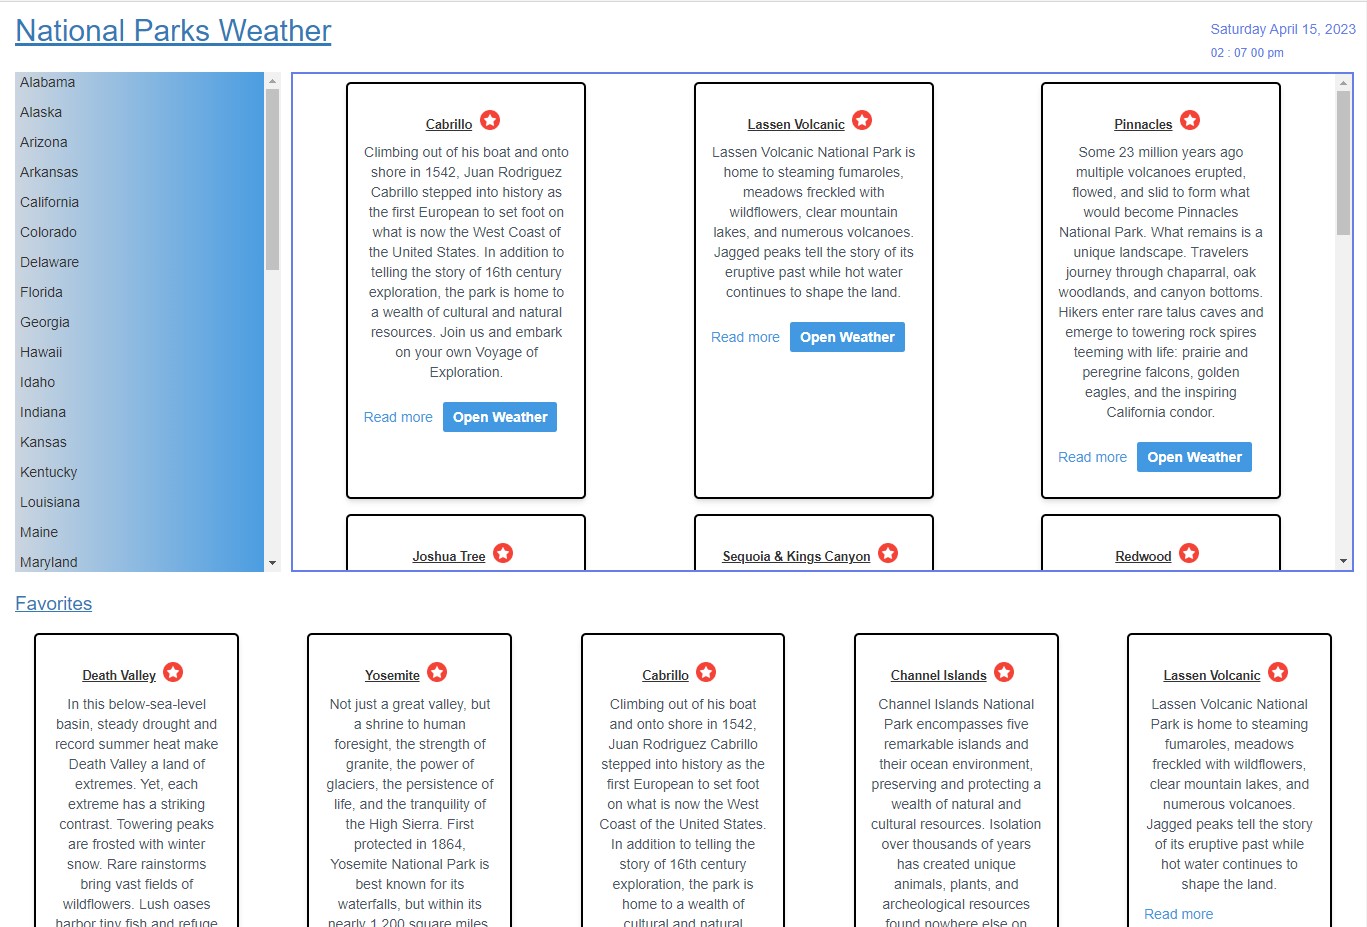 National Parks Weather
Saturday April 15, 2023
02 : 07 00 pm
Alabama
Alaska
Arizona
Arkansas
California
Colorado
Delaware
Florida
Georgia
Hawaii
Idaho
Indiana
Kansas
Kentucky
Louisiana
Maine
Maryland
Cabrillo
Climbing out of his boat and onto
shore in 1542, Juan Rodriguez
Cabrillo stepped into history as
the first European to set foot on
what is now the West Coast of
the United States. In addition to
telling the story of 16th century
exploration, the park is home to
a wealth of cultural and natural
resources. Join us and embark
on your own Voyage of
Exploration.
Read more Open Weather
Lassen Volcanic
Lassen Volcanic National Park is
home to steaming fumaroles,
meadows freckled with
wildflowers, clear mountain
lakes, and numerous volcanoes.
Jagged peaks tell the story of its
eruptive past while hot water
continues to shape the land.
Read more Open Weather
Pinnacles
Some 23 million years ago
multiple volcanoes erupted,
flowed, and slid to form what
would become Pinnacles
National Park. What remains is a
unique landscape. Travelers
journey through chaparral, oak
woodlands, and canyon bottoms.
Hikers enter rare talus caves and
emerge to towering rock spires
teeming with life: prairie and
peregrine falcons, golden
eagles, and the inspiring
California condor.
Read more Open Weather
Joshua Tree
Sequoia & Kings Canyon
Redwood
Favorites
Death Valley
In this below-sea-level
basin, steady drought and
record summer heat make
Death Valley a land of
extremes. Yet, each
extreme has a striking
contrast. Towering peaks
are frosted with winter
snow. Rare rainstorms
bring vast fields of
wildflowers. Lush oases
harbor tiny fish and refuge
Yosemite
Not just a great valley, but
a shrine to human
foresight, the strength of
granite, the power of
glaciers, the persistence of
life, and the tranquility of
the High Sierra. First
protected in 1864,
Yosemite National Park is
best known for its
waterfalls, but within its
nearly 1,200 square miles,
Cabrillo
Climbing out of his boat
and onto shore in 1542,
Juan Rodriguez Cabrillo
stepped into history as the
first European to set foot
on what is now the West
Coast of the United States.
In addition to telling the
story of 16th century
exploration, the park is
home to a wealth of
cultural and natural
Channel Islands
Channel Islands National
Park encompasses five
remarkable islands and
their ocean environment,
preserving and protecting a
wealth of natural and
cultural resources. Isolation
over thousands of years
has created unique
animals, plants, and
archeological resources
found nowhere else on
Lassen Volcanic
Lassen Volcanic National
Park is home to steaming
fumaroles, meadows
freckled with wildflowers,
clear mountain lakes, and
numerous volcanoes.
Jagged peaks tell the story
of its eruptive past while
hot water continues to
shape the land.
Read more